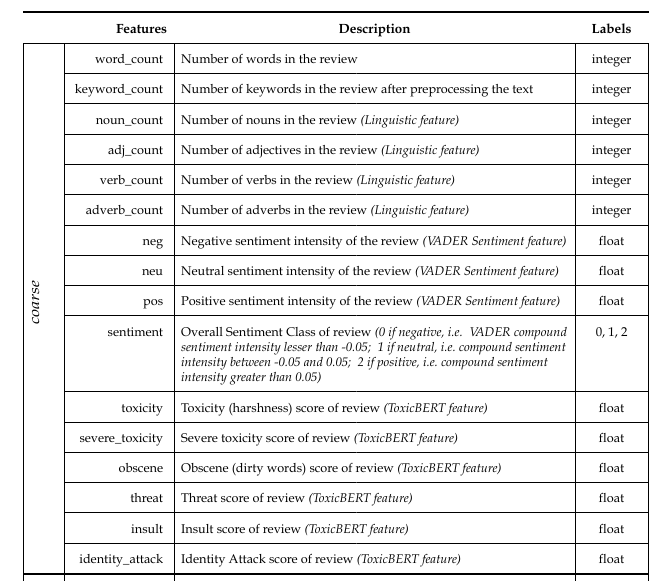 Features Description Labels
coarse
word_count Number of words in the review integer
keyword_count Number of keywords in the review after preprocessing the text integer
noun_count Number of nouns in the review (Linguistic feature) integer
adj_count Number of adjectives in the review (Linguistic feature) integer
verb_count Number of verbs in the review (Linguistic feature) integer
adverb_count Number of adverbs in the review (Linguistic feature) integer
neg Negative sentiment intensity of the review (VADER Sentiment feature) float
neu Neutral sentiment intensity of the review (VADER Sentiment feature) float
pos Positive sentiment intensity of the review (VADER Sentiment feature) float
sentiment Overall Sentiment Class of review (0 if negative, i.e. VADER compound 0, 1, 2
sentiment intensity lesser than -0.05; 1 if neutral, i.e. compound sentiment
intensity between -0.05 and 0.05; 2 if positive, i.e. compound sentiment
intensity greater than 0.05)
toxicity Toxicity (harshness) score of review (ToxicBERT feature) float
severe_toxicity Severe toxicity score of review (ToxicBERT feature) float
obscene Obscene (dirty words) score of review (ToxicBERT feature) float
threat Threat score of review (ToxicBERT feature) float
insult Insult score of review (ToxicBERT feature) float
identity_attack Identity Attack score of review (ToxicBERT feature) float